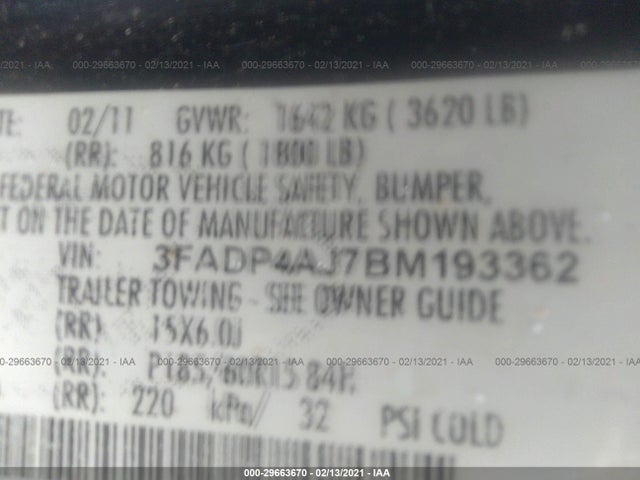 000-29663670 - 02/13/2021 - IAA 000-29663670 - 02/13/2021 - IAA 000-29663670 - 02/13/2021 - IAA
02/11 GVWR: 1642 KG ( 3620 LB)
(RR): 816 KG ( 1800 LB)
FEDERAL MOTOR VEHICLE SAFETY, BUMPER,
T ON THE DATE OF MANUFACTURE SHOWN ABOVE.
VIN: 3FADP4AJ7BM193362
TRAILER TOWING - SEE OWNER GUIDE
(RR): 15X6.0J
(RR): P185/60R15 84H
000-29663670 - 02/13/2021 - IAA 000-29663670 - 02/13/2021 - IAA 000-29663670 - 02/13/2021 - IAA
(RR): 220 kPa/ 32 PSI COLD
000-29663670 - 02/13/2021 - IAA